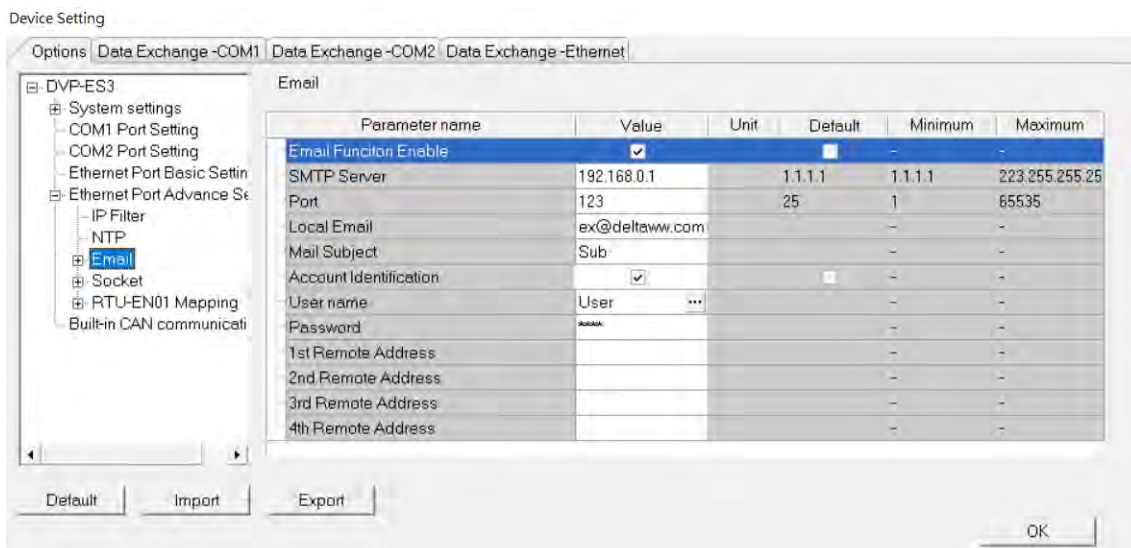 Device Setting
Options Data Exchange -COM1 Data Exchange -COM2 Data Exchange -Ethernet
DVP-ES3
System settings
COM1 Port Setting
COM2 Port Setting
Ethernet Port Basic Settin
Ethernet Port Advance Se
IP Filter
NTP
Email
Socket
RTU-EN01 Mapping
Built-in CAN communicati
Email
Parameter name Value Unit Default Minimum Maximum
Email Funciton Enable - -
SMTP Server 192.168.0.1 1.1.1.1 1.1.1.1 223.255.255.25
Port 123 25 1 65535
Local Email ex@deltaww.com - -
Mail Subject Sub - -
Account Identification - -
User name User ... - -
Password **** - -
1st Remote Address - -
2nd Remote Address - -
3rd Remote Address - -
4th Remote Address - -
Default Import Export
OK